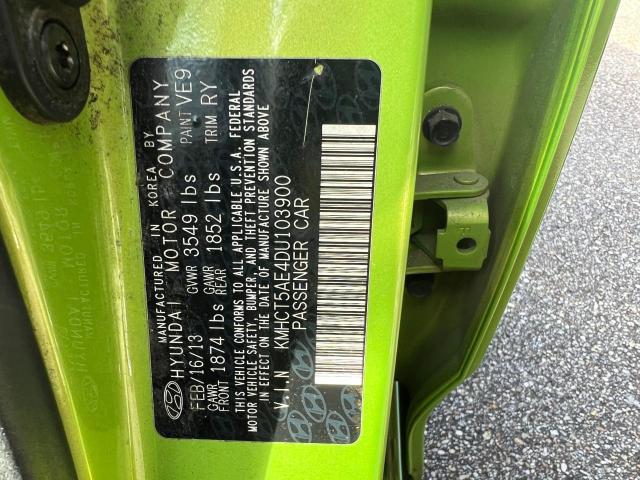 MANUFACTURED IN KOREA BY
HYUNDAI MOTOR COMPANY
FEB/16/13 GVWR 3549 lbs PAINT VE9
GAWR FRONT 1874 lbs GAWR REAR 1852 lbs TRIM RY
THIS VEHICLE CONFORMS TO ALL APPLICABLE U.S.A. FEDERAL
MOTOR VEHICLE SAFETY, BUMPER, AND THEFT PREVENTION STANDARDS
IN EFFECT ON THE DATE OF MANUFACTURE SHOWN ABOVE
V.I.N KMHCT5AE4DU103900
PASSENGER CAR
F